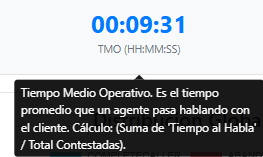 00:09:31
TMO (HH:MM:SS)
Tiempo Medio Operativo. Es el tiempo
promedio que un agente pasa hablando con
el cliente. Cálculo: (Suma de 'Tiempo al Habla'
/ Total Contestadas).